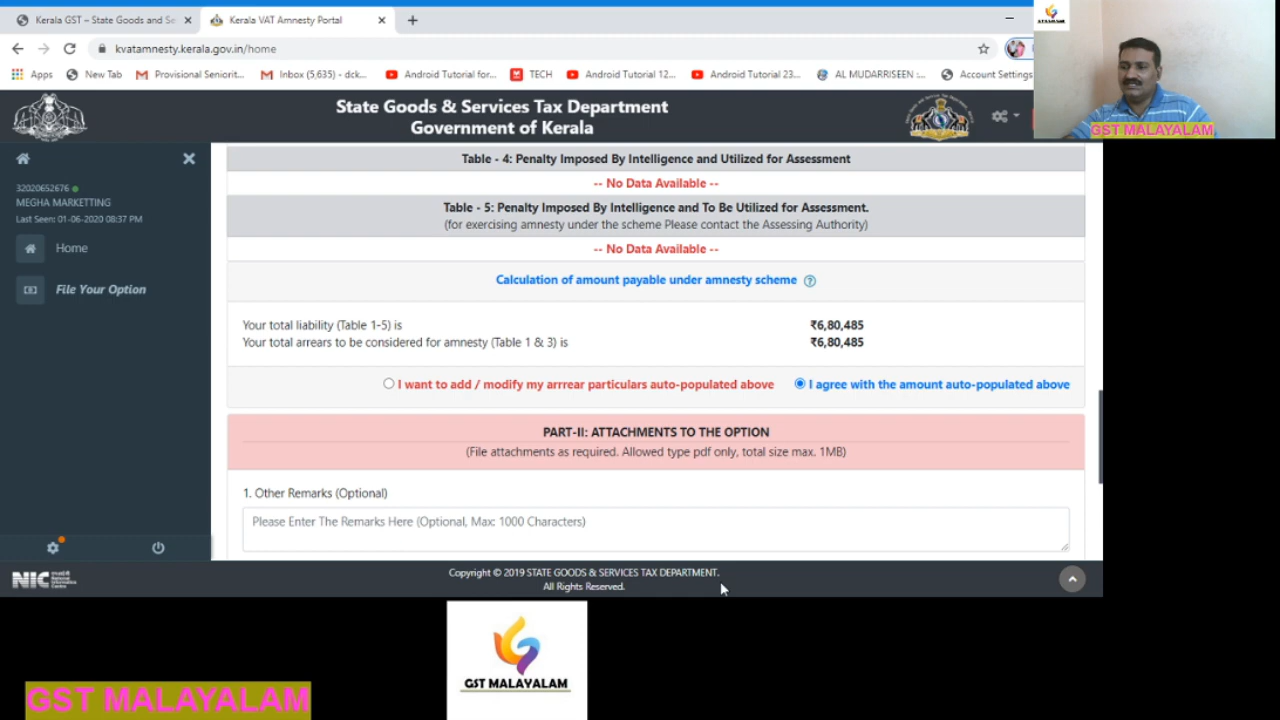 Kerala GST – State Goods and Se
Kerala VAT Amnesty Portal
kvatamnesty.kerala.gov.in/home
Apps
New Tab
Provisional Seniorit...
Inbox (5,635) - dck...
Android Tutorial for...
TECH
Android Tutorial 12...
Android Tutorial 23...
AL MUDARRISEEN :...
Account Settings
State Goods & Services Tax Department
Government of Kerala
GST MALAYALAM
32020652676
MEGHA MARKETTING
Last Seen: 01-06-2020 08:37 PM
Home
File Your Option
Table - 4: Penalty Imposed By Intelligence and Utilized for Assessment
-- No Data Available --
Table - 5: Penalty Imposed By Intelligence and To Be Utilized for Assessment.
(for exercising amnesty under the scheme Please contact the Assessing Authority)
-- No Data Available --
Calculation of amount payable under amnesty scheme ?
Your total liability (Table 1-5) is ₹6,80,485
Your total arrears to be considered for amnesty (Table 1 & 3) is ₹6,80,485
I want to add / modify my arrrear particulars auto-populated above
I agree with the amount auto-populated above
PART-II: ATTACHMENTS TO THE OPTION
(File attachments as required. Allowed type pdf only, total size max. 1MB)
1. Other Remarks (Optional)
Please Enter The Remarks Here (Optional, Max: 1000 Characters)
NIC
Copyright © 2019 STATE GOODS & SERVICES TAX DEPARTMENT.
All Rights Reserved.
GST MALAYALAM
GST MALAYALAM